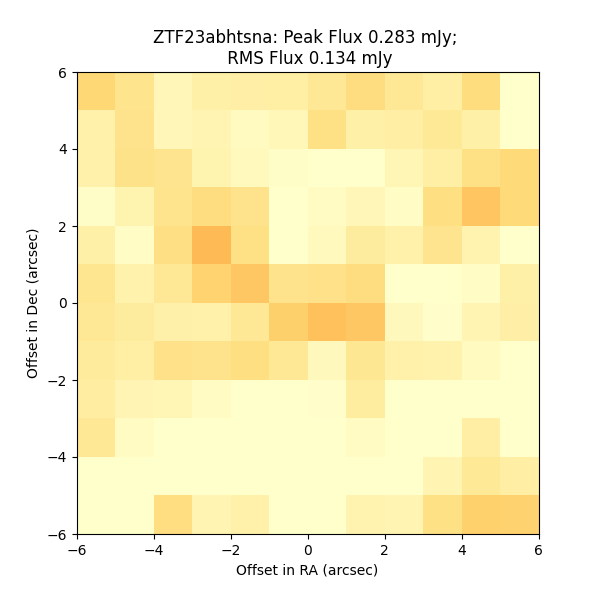 ZTF23abhtsna: Peak Flux 0.283 mJy;
RMS Flux 0.134 mJy
6
4
2
0
−2
−4
−6
Offset in Dec (arcsec)
−6 −4 −2 0 2 4 6
Offset in RA (arcsec)